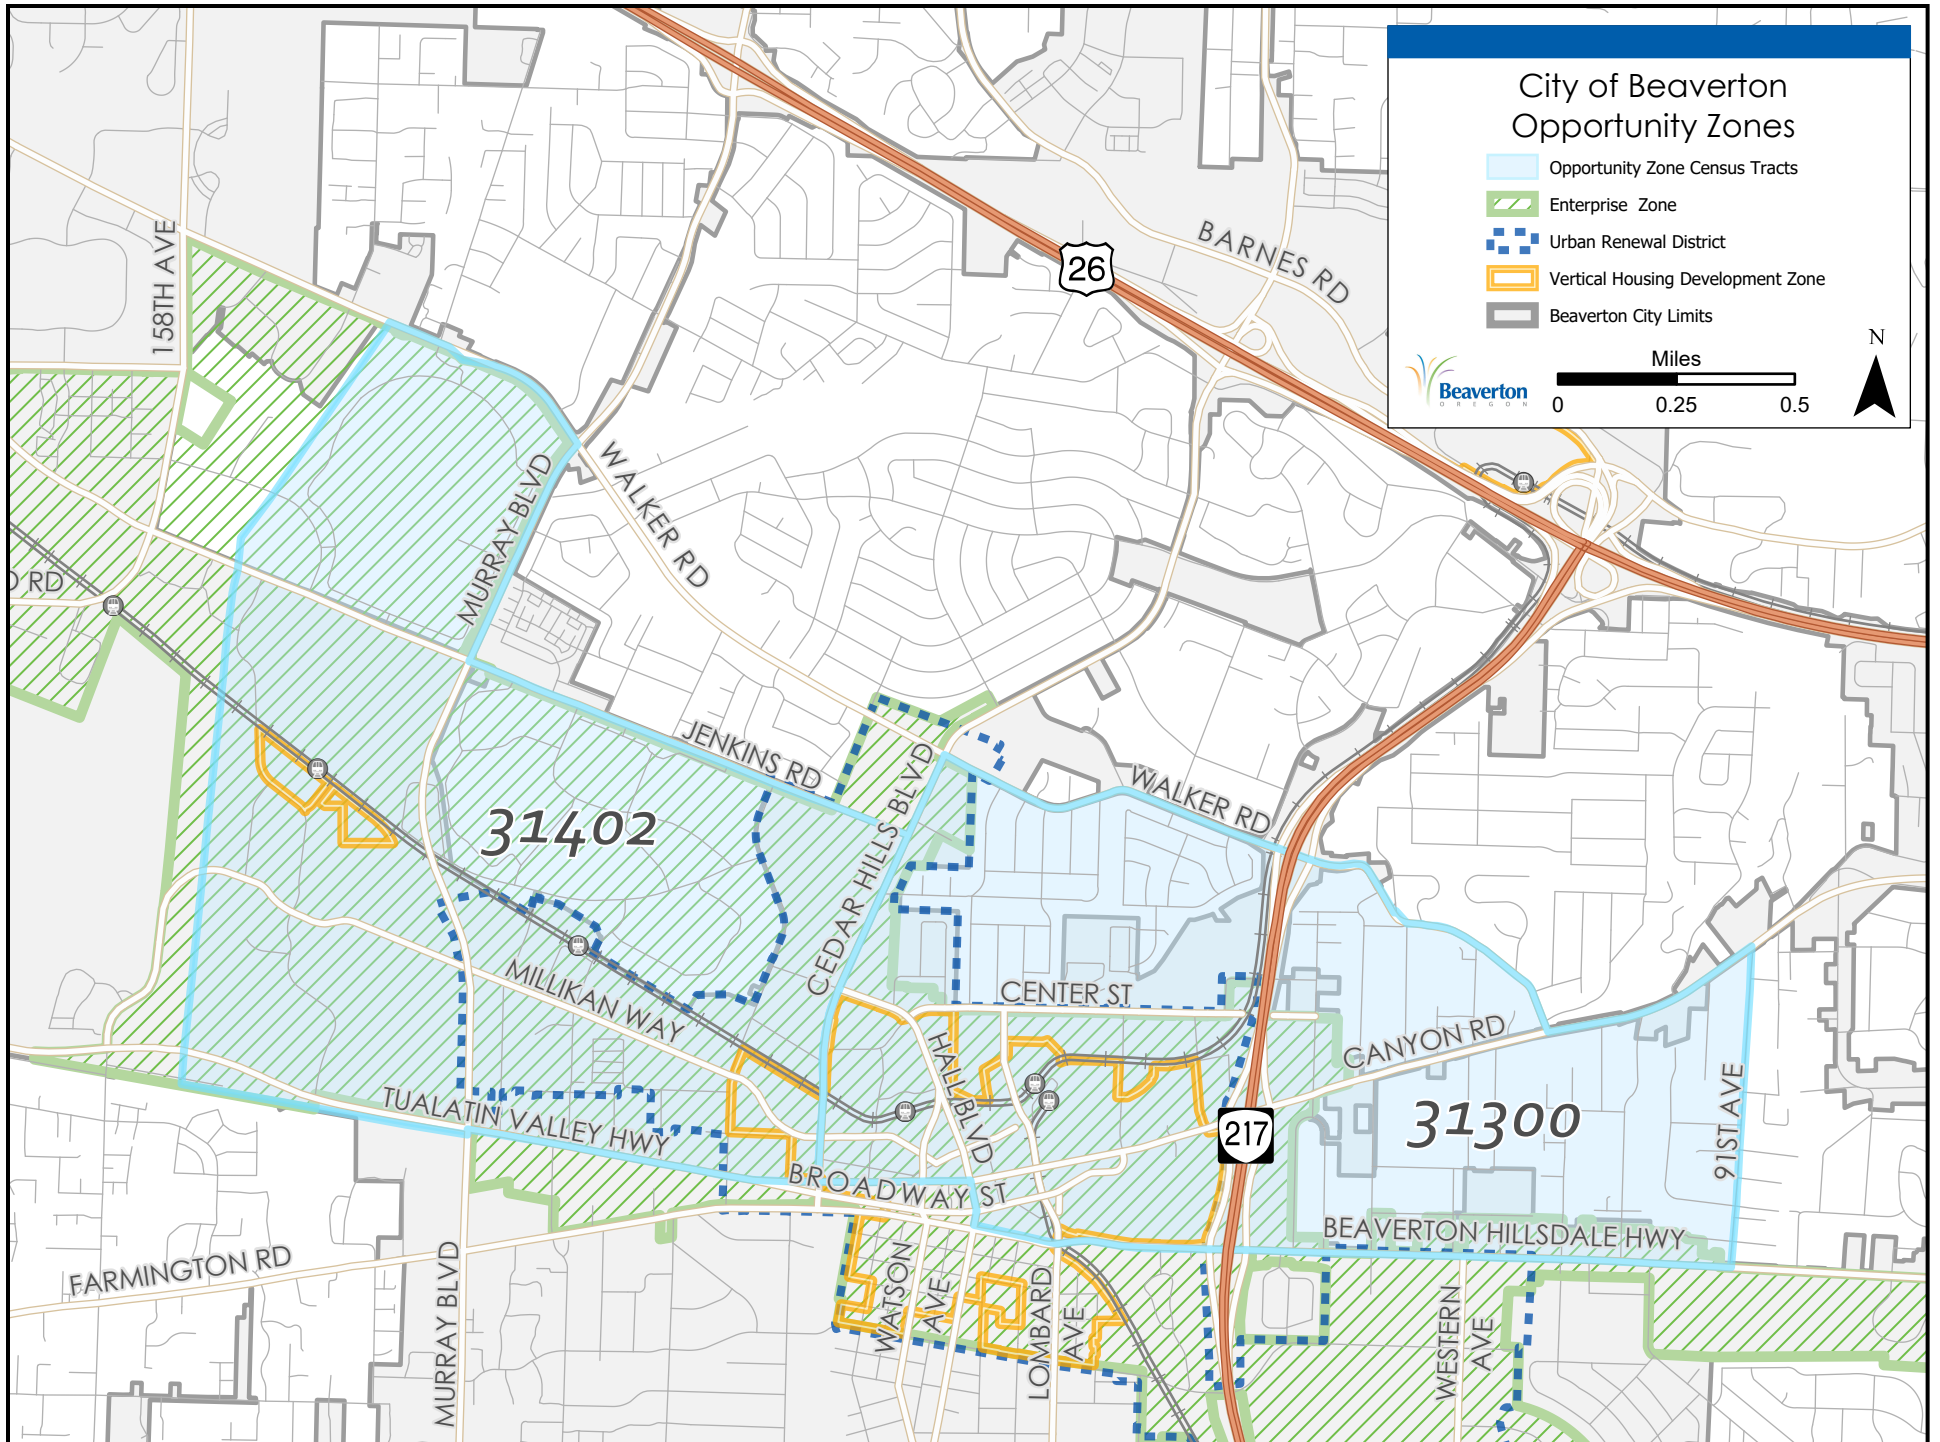 City of Beaverton
Opportunity Zones
Opportunity Zone Census Tracts
Enterprise Zone
Urban Renewal District
Vertical Housing Development Zone
Beaverton City Limits
Beaverton
OREGON
Miles
0 0.25 0.5
N
158TH AVE
BARNES RD
26
WALKER RD
MURRAY BLVD
D RD
JENKINS RD
CEDAR HILLS BLVD
WALKER RD
31402
MILLIKAN WAY
CENTER ST
HALL BLVD
CANYON RD
217
31300
91ST AVE
TUALATIN VALLEY HWY
BROADWAY ST
BEAVERTON HILLSDALE HWY
FARMINGTON RD
MURRAY BLVD
WATSON
AVE
LOMBARD
AVE
WESTERN
AVE